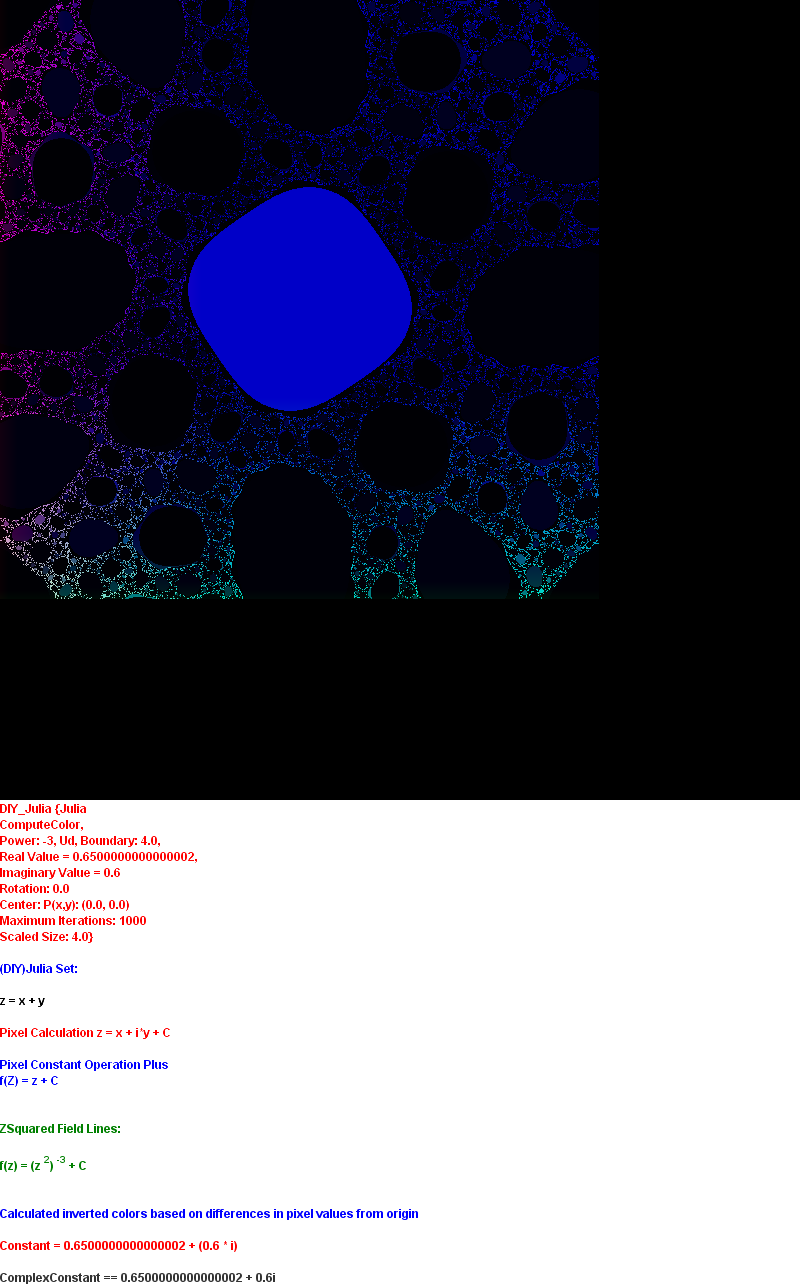 DIY_Julia {Julia
ComputeColor,
Power: -3, Ud, Boundary: 4.0,
Real Value = 0.6500000000000002,
Imaginary Value = 0.6
Rotation: 0.0
Center: P(x,y): (0.0, 0.0)
Maximum Iterations: 1000
Scaled Size: 4.0}
(DIY)Julia Set:
z = x + y
Pixel Calculation z = x + i*y + C
Pixel Constant Operation Plus
f(Z) = z + C
ZSquared Field Lines:
f(z) = (z ²) ⁻³ + C
Calculated inverted colors based on differences in pixel values from origin
Constant = 0.6500000000000002 + (0.6 * i)
ComplexConstant == 0.6500000000000002 + 0.6i